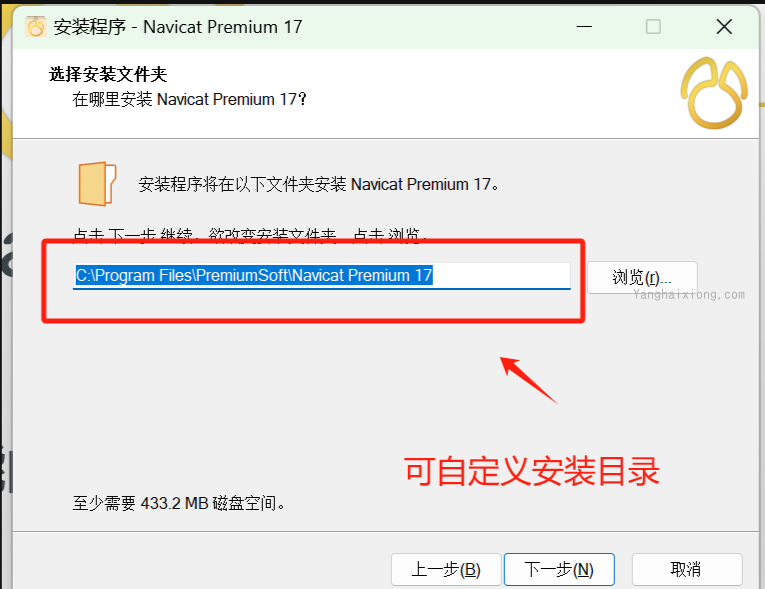 安装程序 - Navicat Premium 17
选择安装文件夹
在哪里安装 Navicat Premium 17?
安装程序将在以下文件夹安装 Navicat Premium 17。
点击 下一步 继续。欲改变安装文件夹，点击 浏览。
C:\Program Files\PremiumSoft\Navicat Premium 17
浏览(r)...
Yanghaixiong.com
可自定义安装目录
至少需要 433.2 MB 磁盘空间。
上一步(B)
下一步(N)
取消